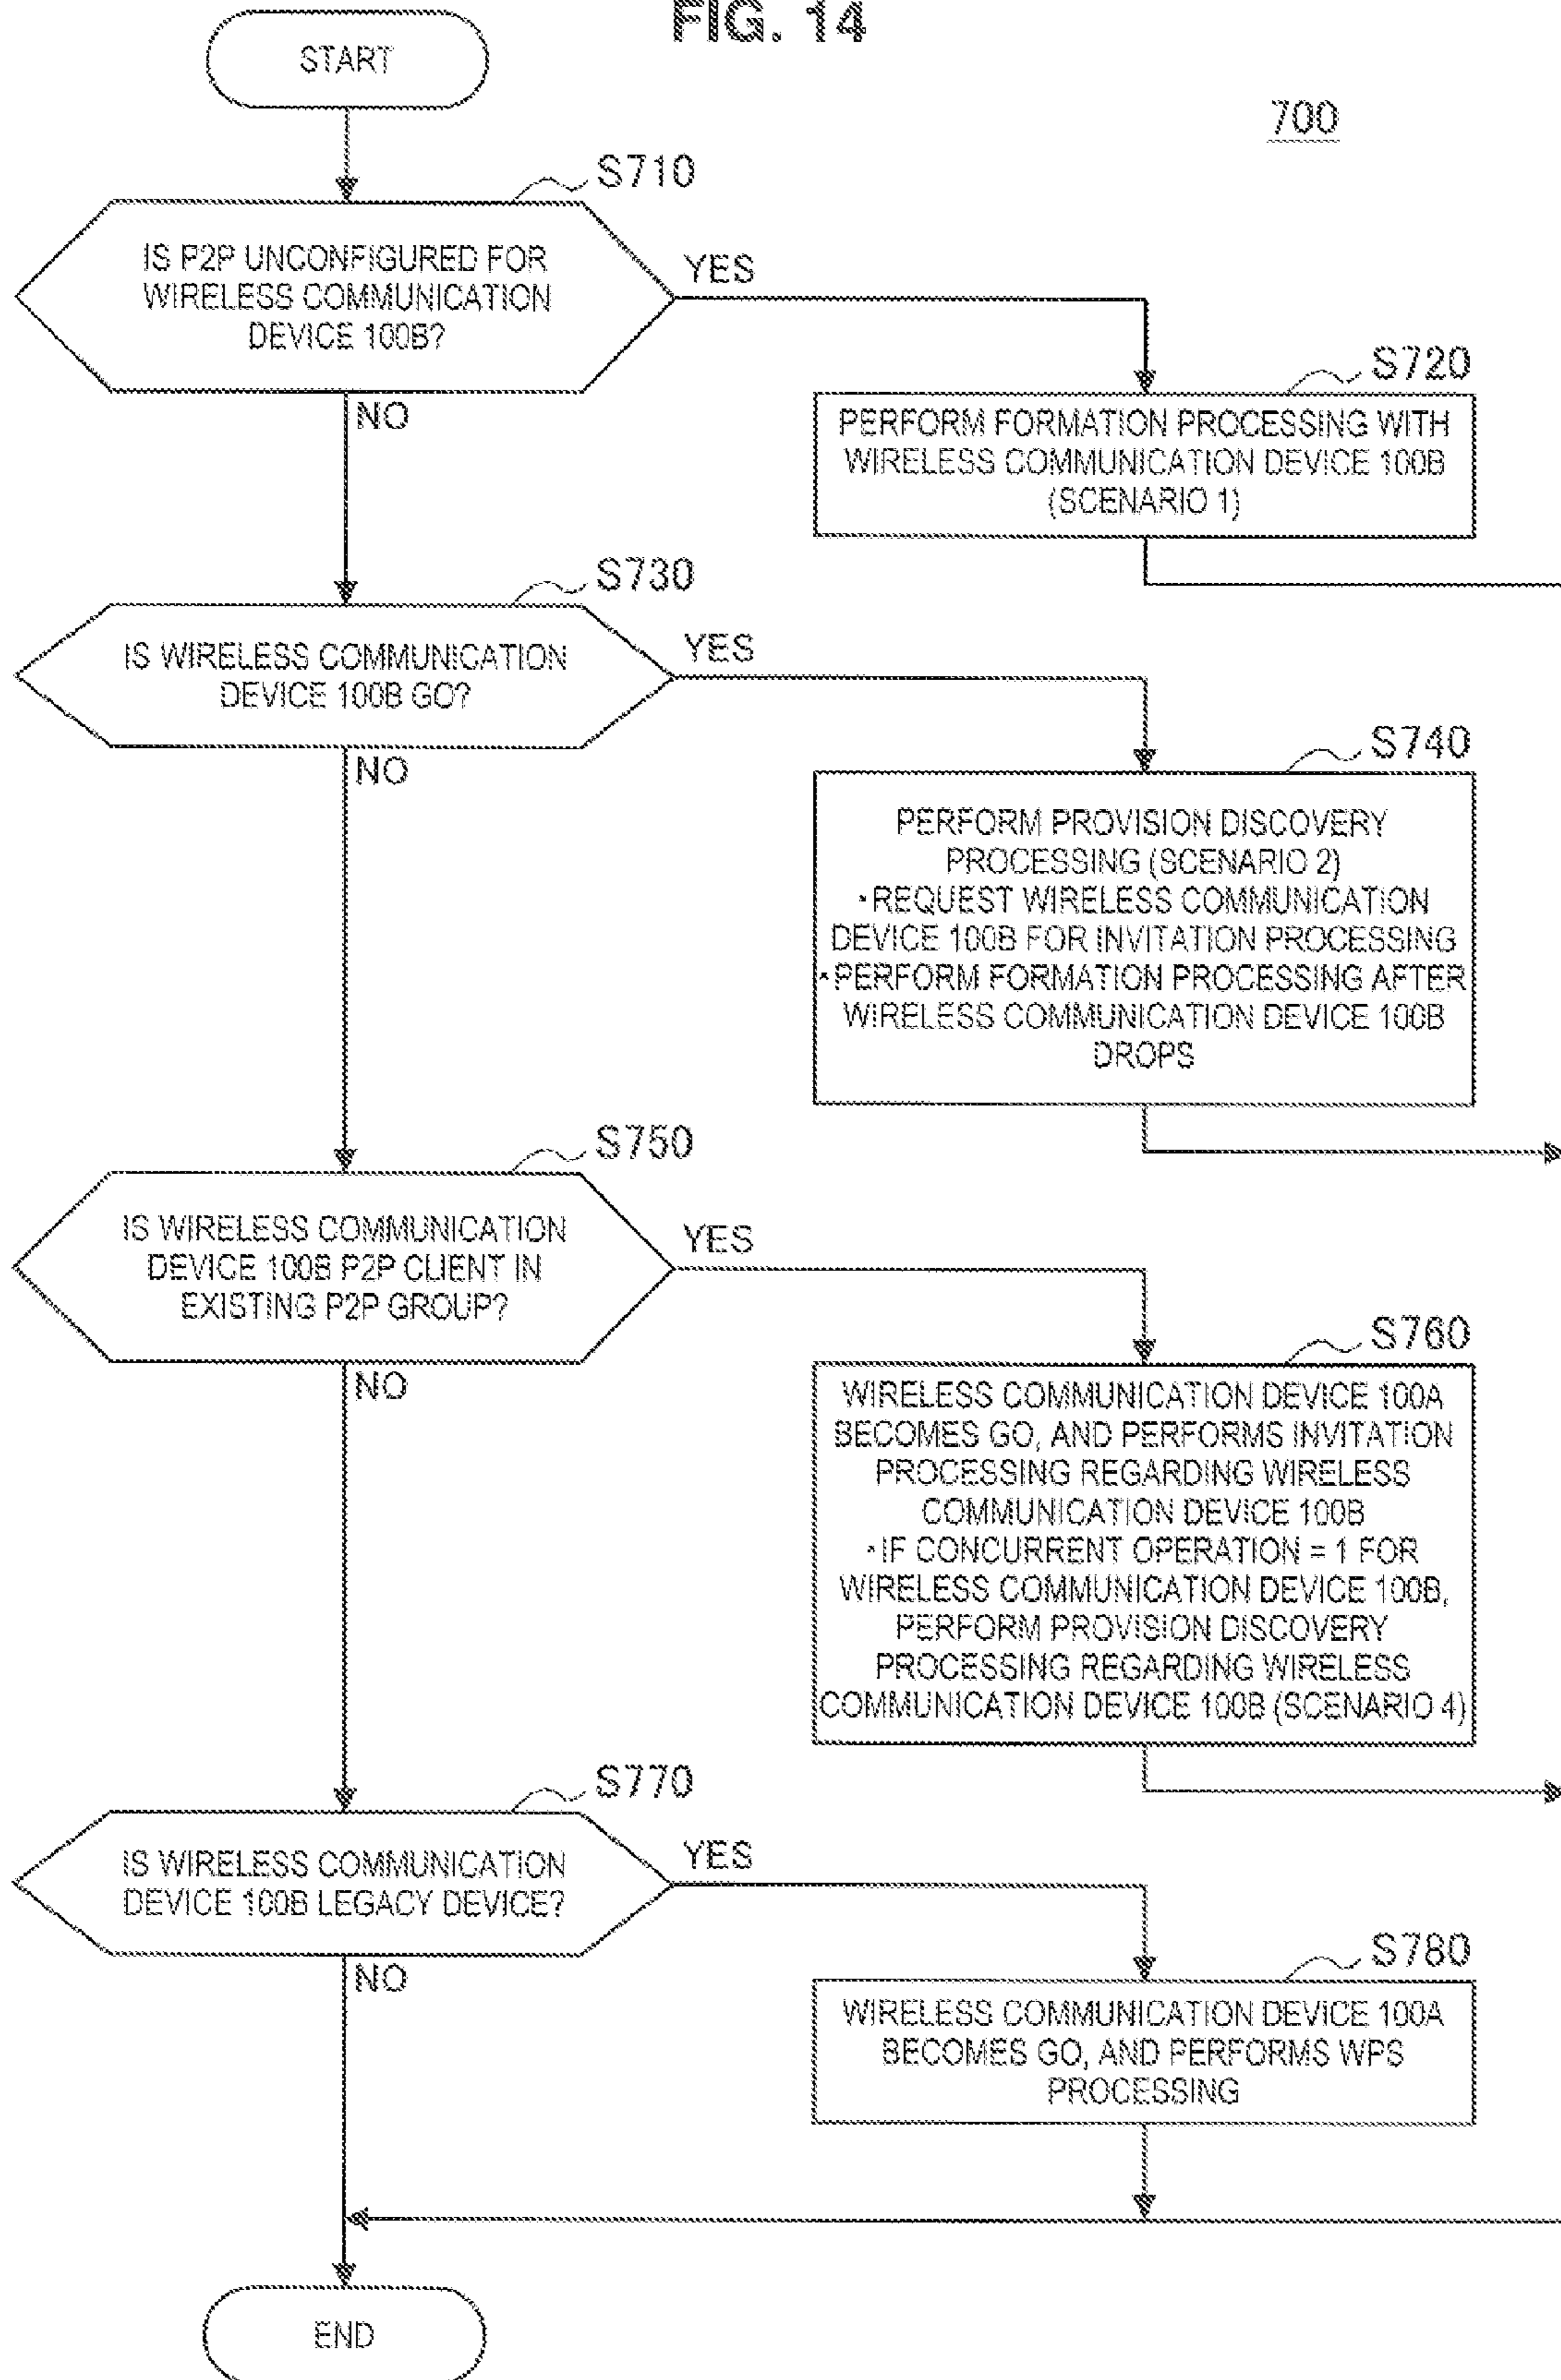 FIG. 14
START
700
S710
IS P2P UNCONFIGURED FOR
WIRELESS COMMUNICATION
DEVICE 100B?
YES
NO
S720
PERFORM FORMATION PROCESSING WITH
WIRELESS COMMUNICATION DEVICE 100B
(SCENARIO 1)
S730
IS WIRELESS COMMUNICATION
DEVICE 100B GO?
YES
NO
S740
PERFORM PROVISION DISCOVERY
PROCESSING (SCENARIO 2)
・REQUEST WIRELESS COMMUNICATION
DEVICE 100B FOR INVITATION PROCESSING
・PERFORM FORMATION PROCESSING AFTER
WIRELESS COMMUNICATION DEVICE 100B
DROPS
S750
IS WIRELESS COMMUNICATION
DEVICE 100B P2P CLIENT IN
EXISTING P2P GROUP?
YES
NO
S760
WIRELESS COMMUNICATION DEVICE 100A
BECOMES GO, AND PERFORMS INVITATION
PROCESSING REGARDING WIRELESS
COMMUNICATION DEVICE 100B
・IF CONCURRENT OPERATION = 1 FOR
WIRELESS COMMUNICATION DEVICE 100B,
PERFORM PROVISION DISCOVERY
PROCESSING REGARDING WIRELESS
COMMUNICATION DEVICE 100B (SCENARIO 4)
S770
IS WIRELESS COMMUNICATION
DEVICE 100B LEGACY DEVICE?
YES
NO
S780
WIRELESS COMMUNICATION DEVICE 100A
BECOMES GO, AND PERFORMS WPS
PROCESSING
END